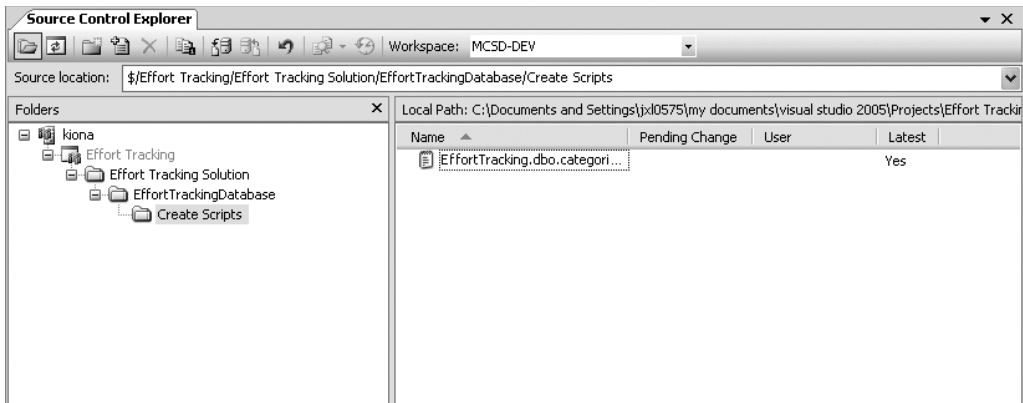 Source Control Explorer
Workspace: MCSD-DEV
Source location: $/Effort Tracking/Effort Tracking Solution/EffortTrackingDatabase/Create Scripts
Folders
Local Path: C:\Documents and Settings\jxl0575\my documents\visual studio 2005\Projects\Effort Trackin
kiona
Effort Tracking
Effort Tracking Solution
EffortTrackingDatabase
Create Scripts
Name Pending Change User Latest
EffortTracking.dbo.categori... Yes